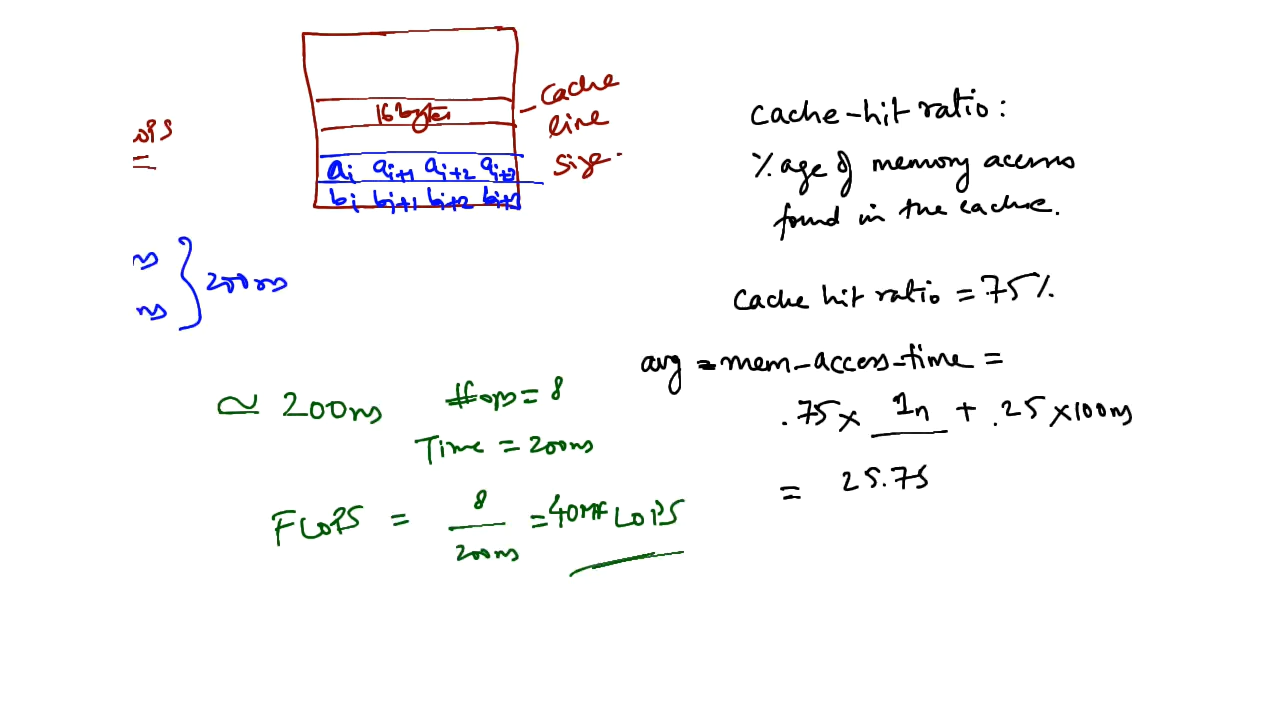 16 bytes
cache
line
size.
ops
ai ai+1 ai+2 ai+3
bi bi+1 bi+2 bi+3
ns
ns
200ns
≃ 200ns
#ops = 8
Time = 200ns
FLOPS = 8 / 200ns = 40MFLOPS
cache-hit ratio:
% age of memory access
found in the cache.
Cache hit ratio = 75%
avg - mem-access-time =
.75 × 1n + .25 × 100ns
= 25.75